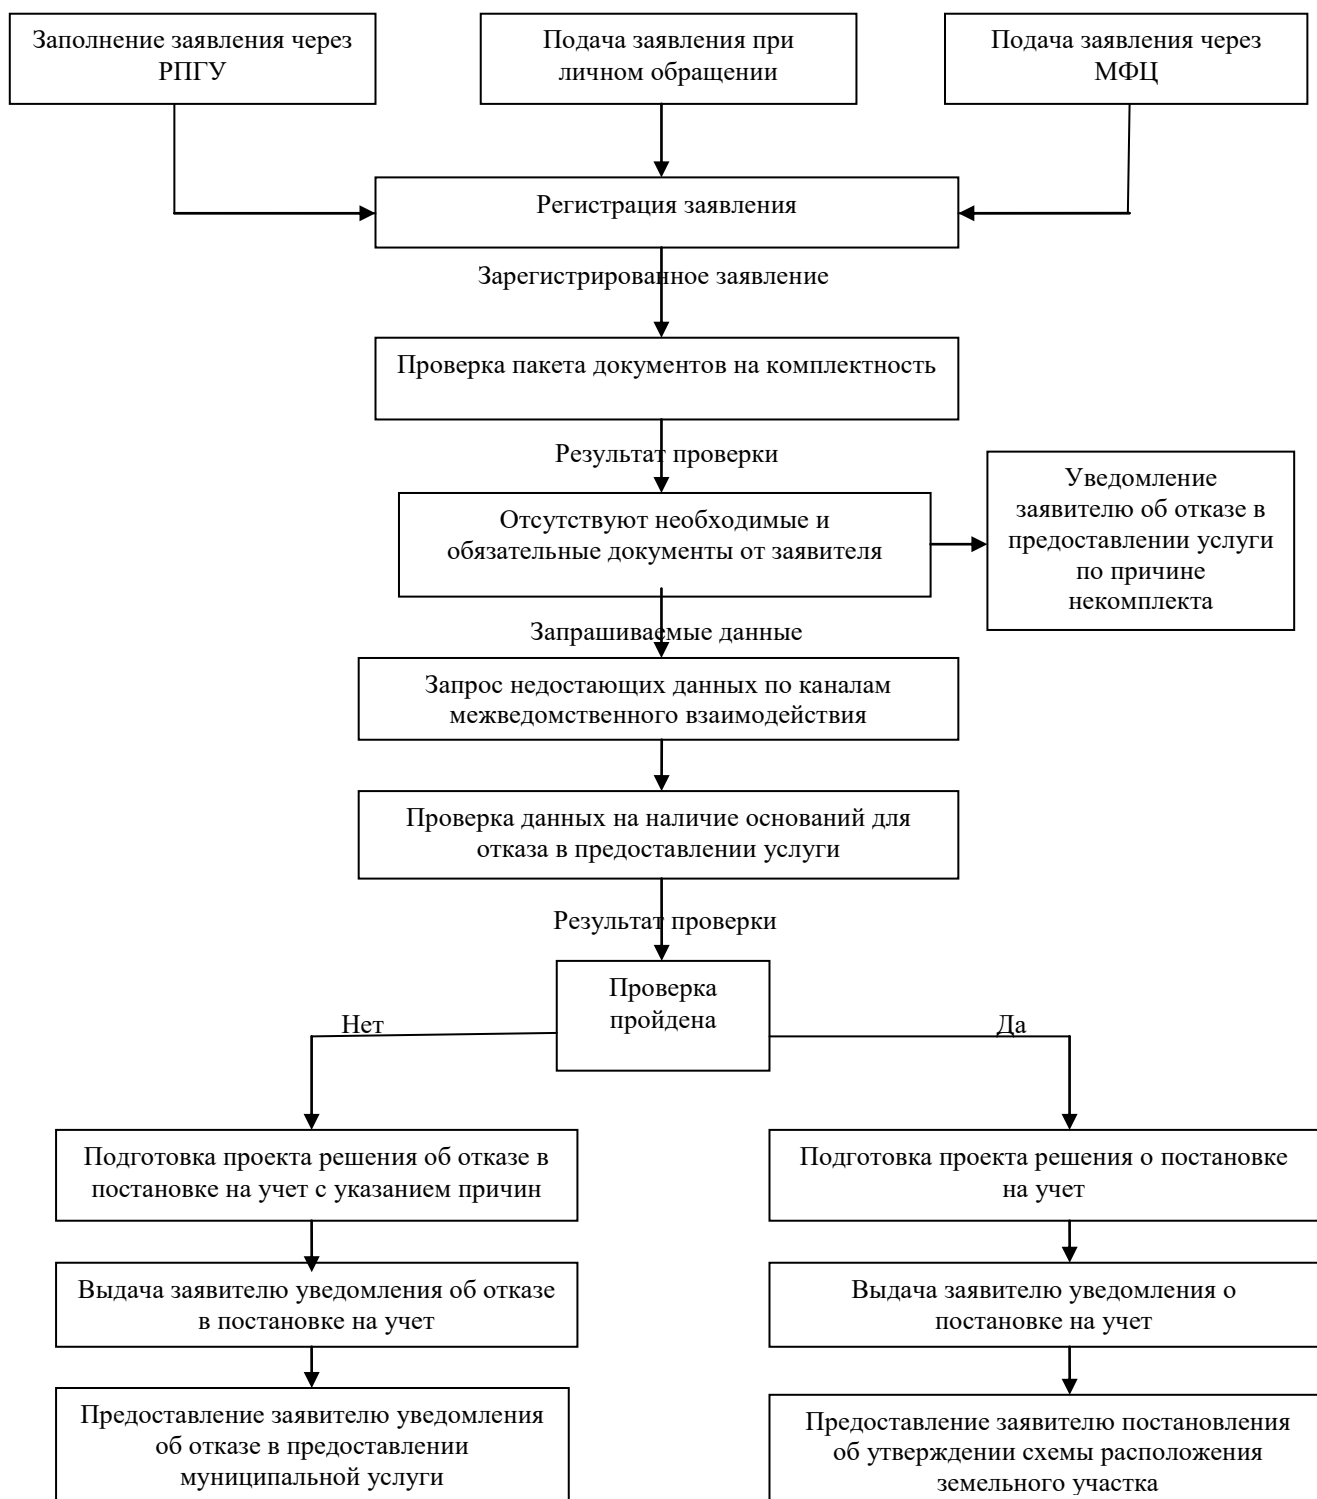 Заполнение заявления через
РПГУ
Подача заявления при
личном обращении
Подача заявления через
МФЦ
Регистрация заявления
Зарегистрированное заявление
Проверка пакета документов на комплектность
Результат проверки
Отсутствуют необходимые и
обязательные документы от заявителя
Уведомление
заявителю об отказе в
предоставлении услуги
по причине
некомплекта
Запрашиваемые данные
Запрос недостающих данных по каналам
межведомственного взаимодействия
Проверка данных на наличие оснований для
отказа в предоставлении услуги
Результат проверки
Проверка
пройдена
Нет
Да
Подготовка проекта решения об отказе в
постановке на учет с указанием причин
Подготовка проекта решения о постановке
на учет
Выдача заявителю уведомления об отказе
в постановке на учет
Выдача заявителю уведомления о
постановке на учет
Предоставление заявителю уведомления
об отказе в предоставлении
муниципальной услуги
Предоставление заявителю постановления
об утверждении схемы расположения
земельного участка